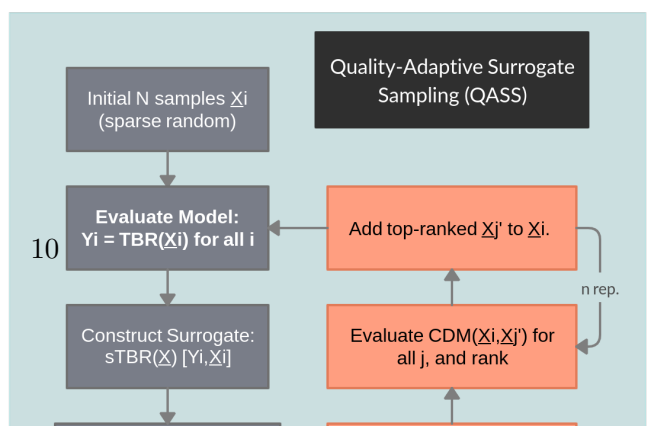 Quality-Adaptive Surrogate
Sampling (QASS)
Initial N samples Xi
(sparse random)
Evaluate Model:
Yi = TBR(Xi) for all i
10
Construct Surrogate:
sTBR(X) [Yi,Xi]
Add top-ranked Xj' to Xi.
n rep.
Evaluate CDM(Xi,Xj') for
all j, and rank